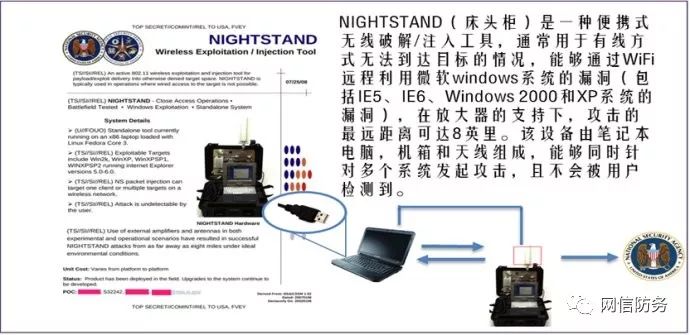 TOP SECRET//COMINT//REL TO USA, FVEY
NIGHTSTAND
Wireless Exploitation / Injection Tool
(TS//SI//REL) An active 802.11 wireless exploitation and injection tool for
payload/exploit delivery into otherwise denied target space. NIGHTSTAND is
typically used in operations where wired access to the target is not possible.
07/25/08
(TS//SI//REL) NIGHTSTAND - Close Access Operations •
Battlefield Tested • Windows Exploitation • Standalone System
System Details
(U//FOUO) Standalone tool currently
running on an x86 laptop loaded with
Linux Fedora Core 3.
(TS//SI//REL) Exploitable Targets
include Win2k, WinXP, WinXPSP1,
WINXPSP2 running internet Explorer
versions 5.0-6.0.
(TS//SI//REL) NS packet injection can
target one client or multiple targets on a
wireless network.
(TS//SI//REL) Attack is undetectable by
the user.
NIGHTSTAND Hardware
(TS//SI//REL) Use of external amplifiers and antennas in both
experimental and operational scenarios have resulted in successful
NIGHTSTAND attacks from as far away as eight miles under ideal
environmental conditions.
Unit Cost: Varies from platform to platform
Status: Product has been deployed in the field. Upgrades to the system continue to
be developed.
POC: S32242,
TOP SECRET//COMINT//REL TO USA, FVEY
NIGHTSTAND（床头柜）是一种便携式
无线破解/注入工具，通常用于有线方
式无法到达目标的情况，能够通过WiFi
远程利用微软windows系统的漏洞（包
括IE5、IE6、Windows 2000和XP系统的
漏洞），在放大器的支持下，攻击的
最远距离可达8英里。该设备由笔记本
电脑，机箱和天线组成，能够同时针
对多个系统发起攻击，且不会被用户
检测到。
网信防务